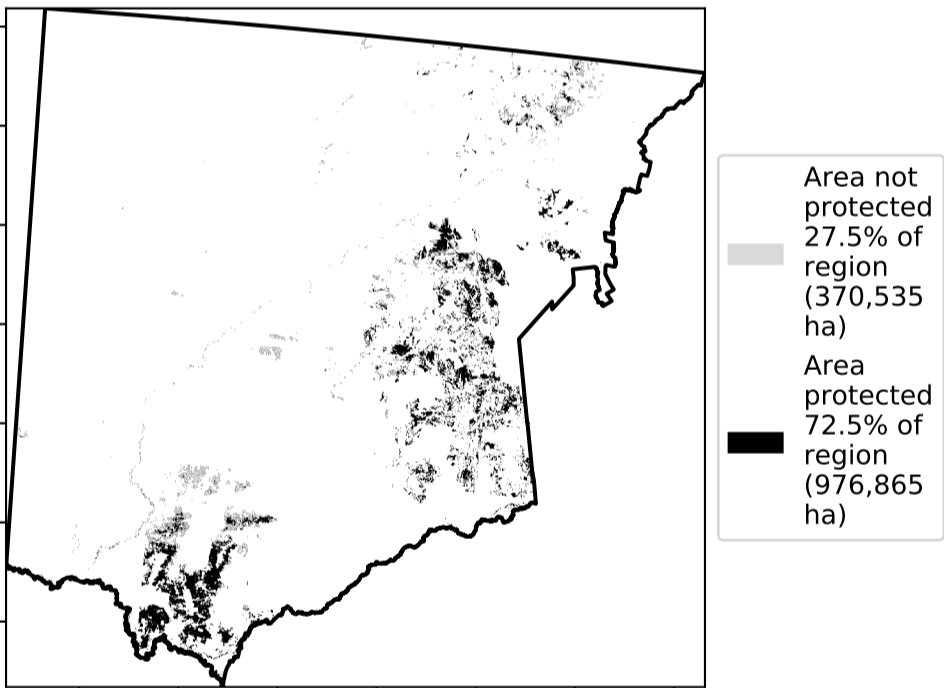 Area not
protected
27.5% of
region
(370,535
ha)
Area
protected
72.5% of
region
(976,865
ha)